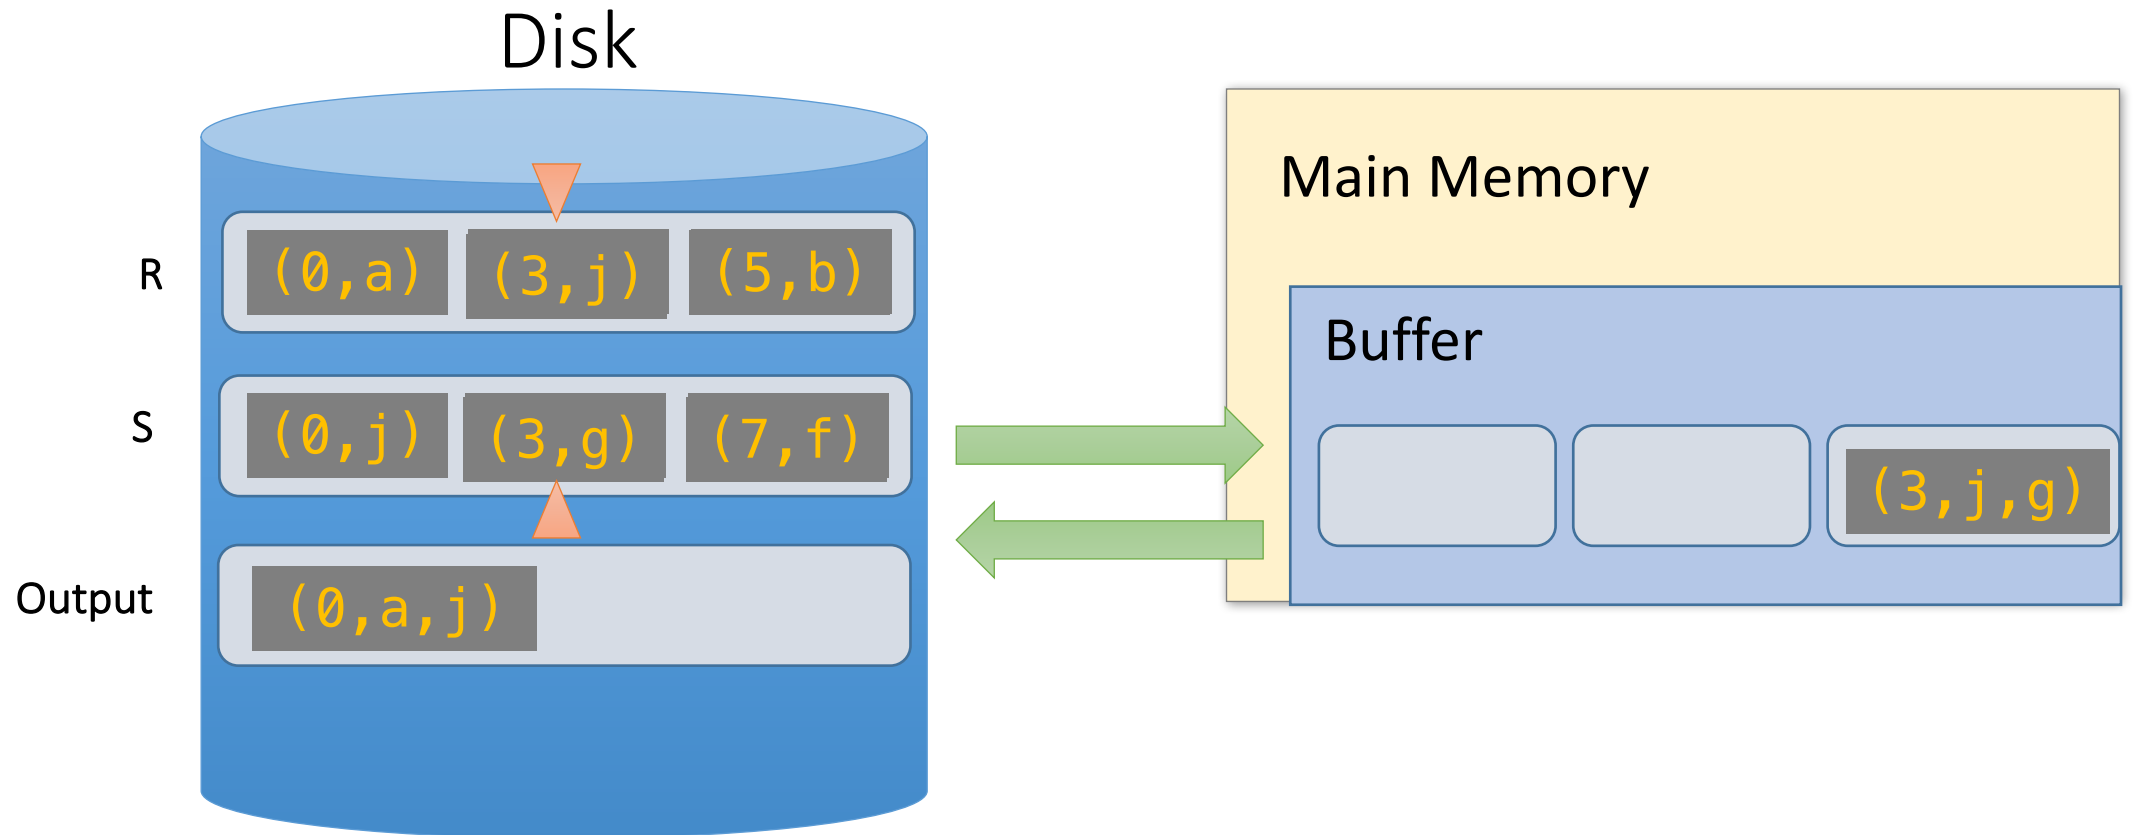 Disk
Main Memory
R
(0,a) (3,j) (5,b)
Buffer
S
(0,j) (3,g) (7,f)
(3,j,g)
Output
(0,a,j)